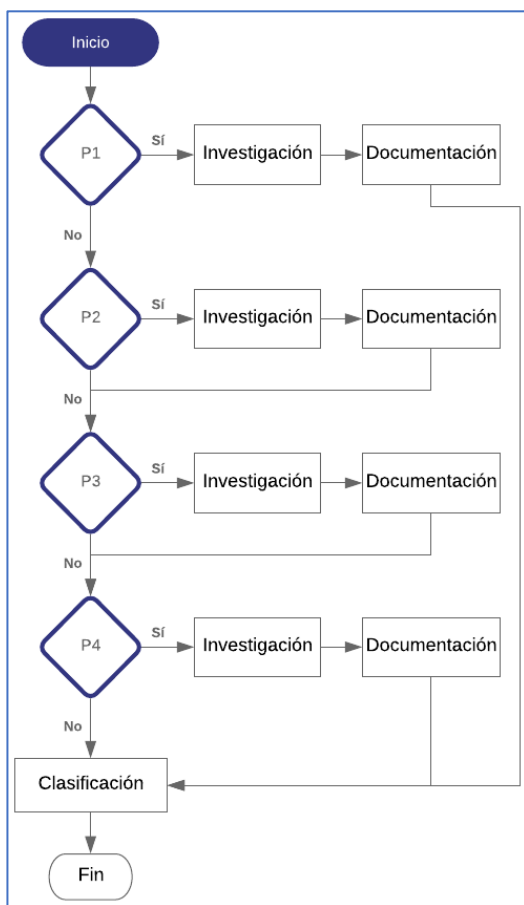 Inicio
P1
Sí
Investigación
Documentación
No
P2
Sí
Investigación
Documentación
No
P3
Sí
Investigación
Documentación
No
P4
Sí
Investigación
Documentación
No
Clasificación
Fin